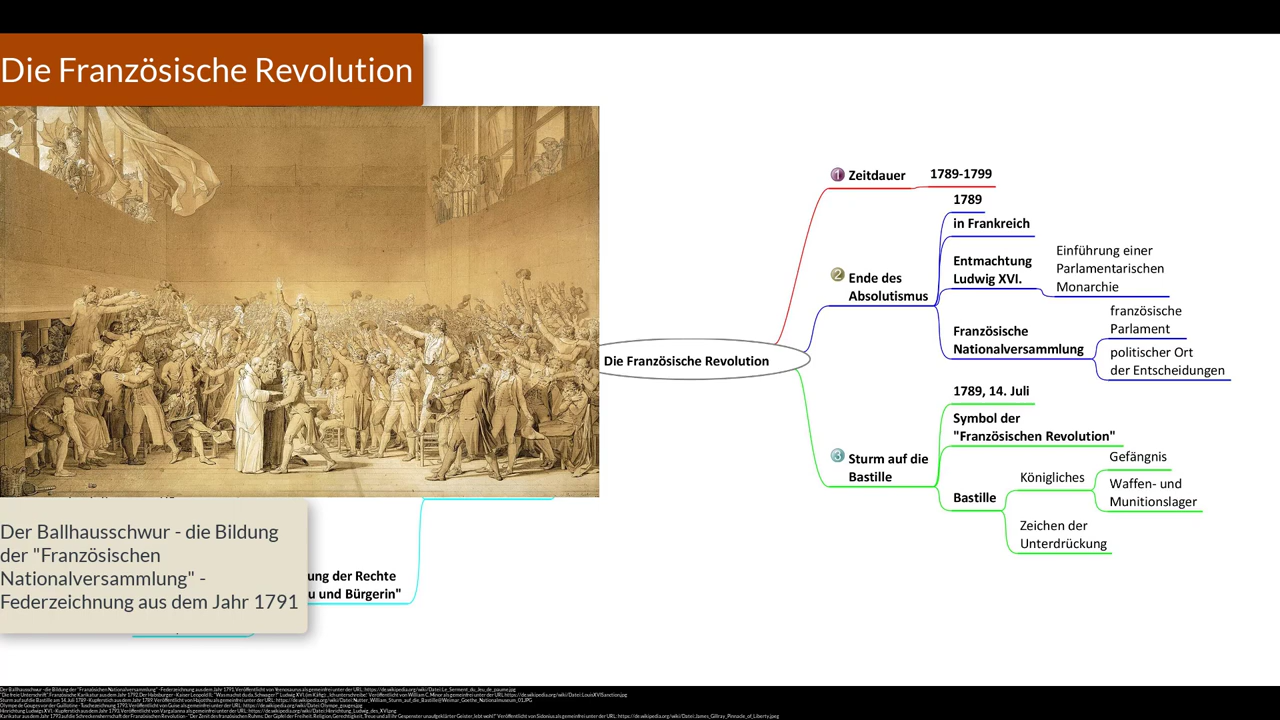 Die Französische Revolution
1
Zeitdauer
1789-1799
2
Ende des
Absolutismus
1789
in Frankreich
Entmachtung
Ludwig XVI.
Einführung einer
Parlamentarischen
Monarchie
Französische
Nationalversammlung
französische
Parlament
politischer Ort
der Entscheidungen
Die Französische Revolution
3
Sturm auf die
Bastille
1789, 14. Juli
Symbol der
"Französischen Revolution"
Bastille
Königliches
Gefängnis
Waffen- und
Munitionslager
Zeichen der
Unterdrückung
Der Ballhausschwur - die Bildung
der "Französischen
Nationalversammlung" -
Federzeichnung aus dem Jahr 1791
ung der Rechte
u und Bürgerin"